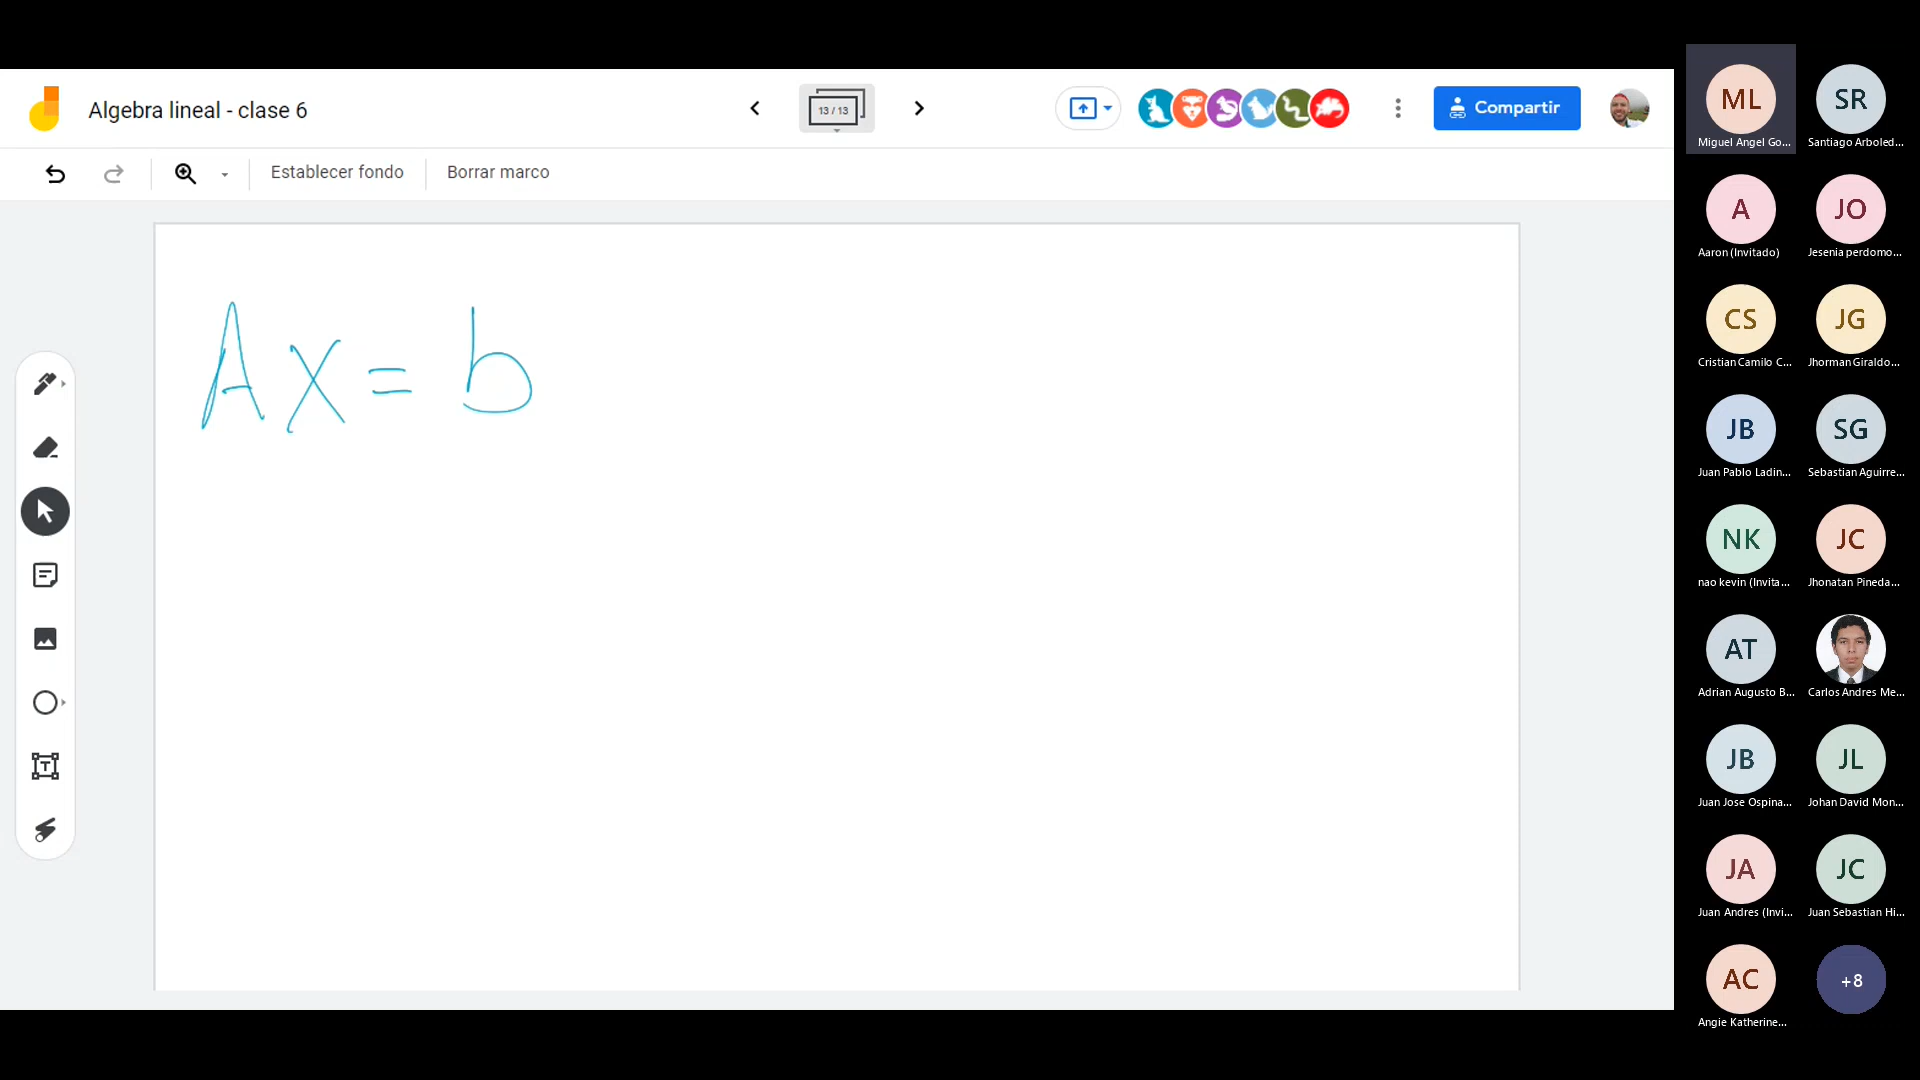 Algebra lineal - clase 6
13 / 13
Compartir
Establecer fondo
Borrar marco
Ax = b
T
ML
Miguel Angel Go...
SR
Santiago Arboled...
A
Aaron (Invitado)
JO
Jesenia perdomo...
CS
Cristian Camilo C...
JG
Jhorman Giraldo...
JB
Juan Pablo Ladin...
SG
Sebastian Aguirre...
NK
nao kevin (Invita...
JC
Jhonatan Pineda...
AT
Adrian Augusto B...
Carlos Andres Me...
JB
Juan Jose Ospina...
JL
Johan David Mon...
JA
Juan Andres (Invi...
JC
Juan Sebastian Hi...
AC
Angie Katherine...
+8